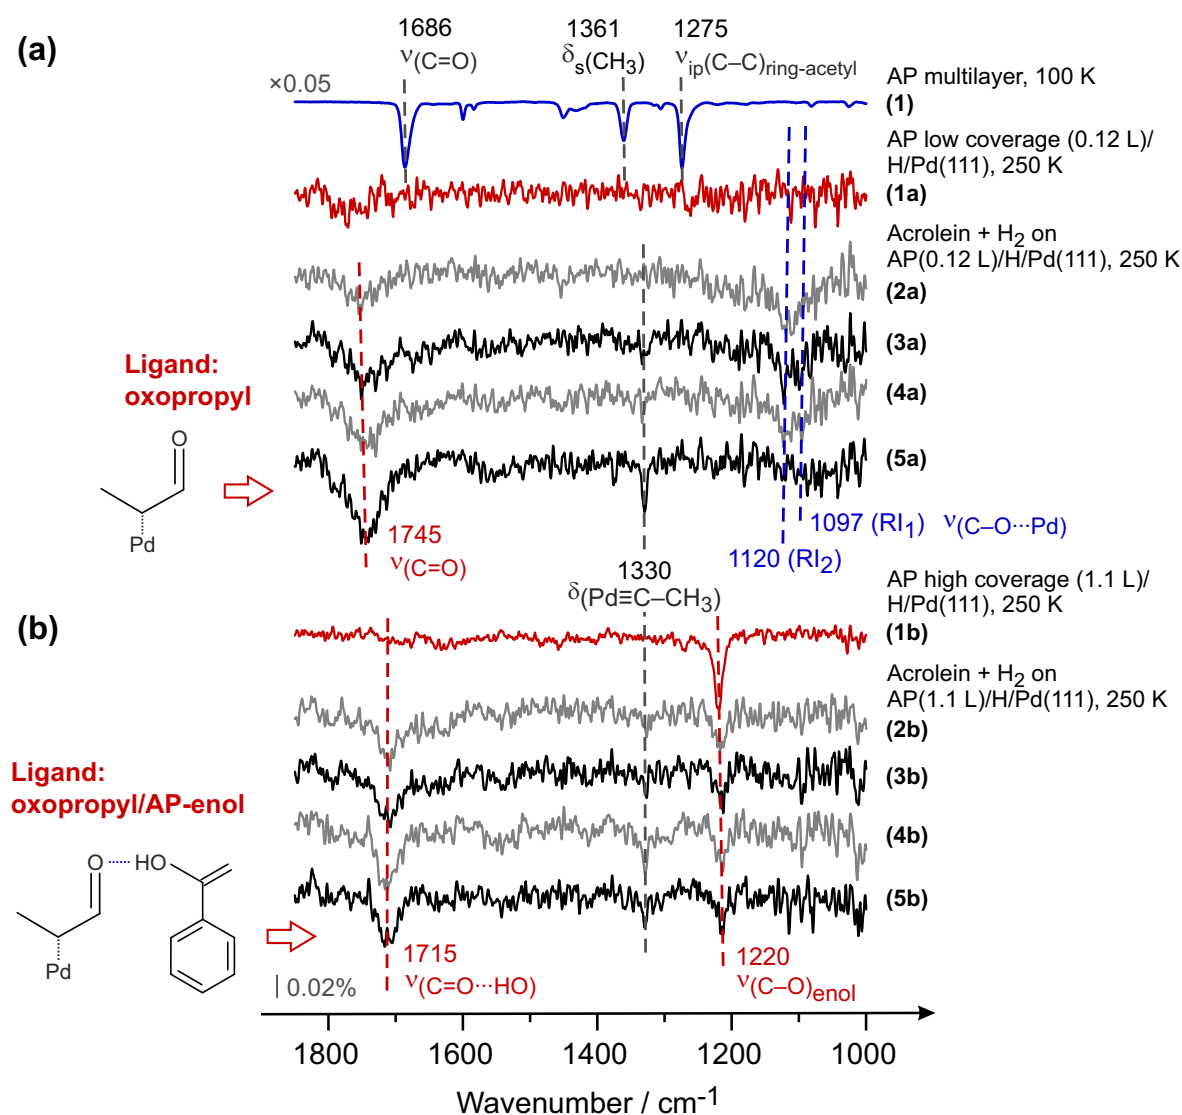 (a)
1686
ν(C=O)
1361
δs(CH3)
1275
νip(C–C)ring-acetyl
×0.05
AP multilayer, 100 K
(1)
AP low coverage (0.12 L)/
H/Pd(111), 250 K
(1a)
Acrolein + H2 on
AP(0.12 L)/H/Pd(111), 250 K
(2a)
(3a)
Ligand:
oxopropyl
(4a)
O
Pd
(5a)
1745
ν(C=O)
1097 (RI1) ν(C–O···Pd)
1120 (RI2)
1330
δ(Pd≡C–CH3)
(b)
AP high coverage (1.1 L)/
H/Pd(111), 250 K
(1b)
Acrolein + H2 on
AP(1.1 L)/H/Pd(111), 250 K
(2b)
(3b)
Ligand:
oxopropyl/AP-enol
(4b)
O HO
Pd
(5b)
1715
ν(C=O···HO)
1220
ν(C–O)enol
0.02%
1800 1600 1400 1200 1000
Wavenumber / cm-1